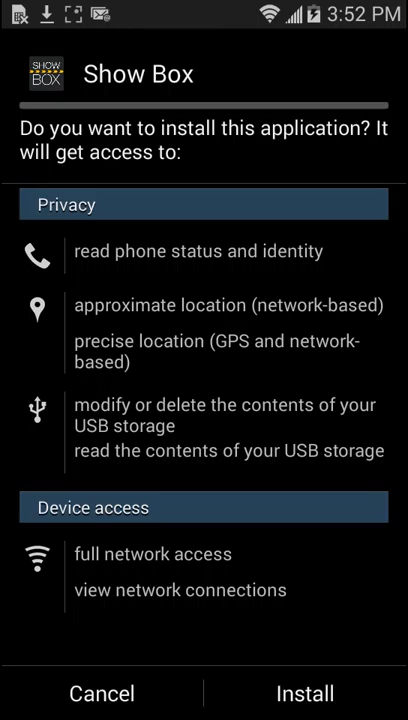 3:52 PM
SHOW
BOX
Show Box
Do you want to install this application? It
will get access to:
Privacy
read phone status and identity
approximate location (network-based)
precise location (GPS and network-
based)
modify or delete the contents of your
USB storage
read the contents of your USB storage
Device access
full network access
view network connections
Cancel
Install